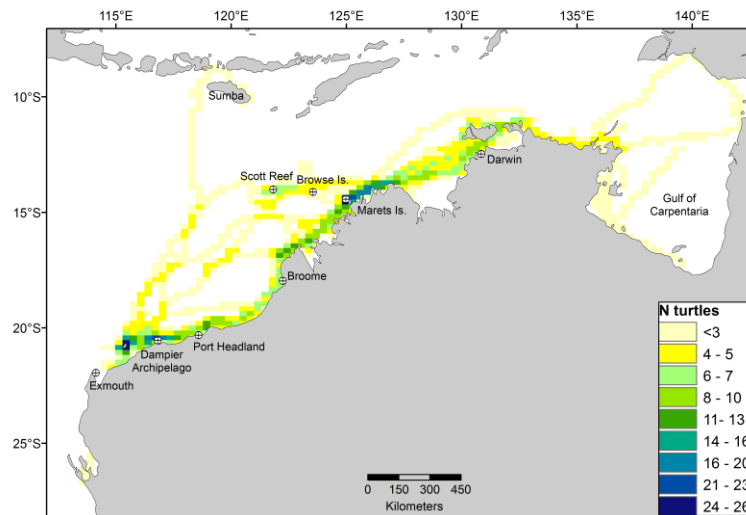 115°E 120°E 125°E 130°E 135°E 140°E
10°S
15°S
20°S
25°S
Sumba
Scott Reef
Browse Is.
Marets Is.
Darwin
Gulf of
Carpentaria
Broome
Port Headland
Dampier
Archipelago
Exmouth
N turtles
<3
4 - 5
6 - 7
8 - 10
11- 13
14 - 16
16 - 20
21 - 23
24 - 26
0 150 300 450
Kilometers